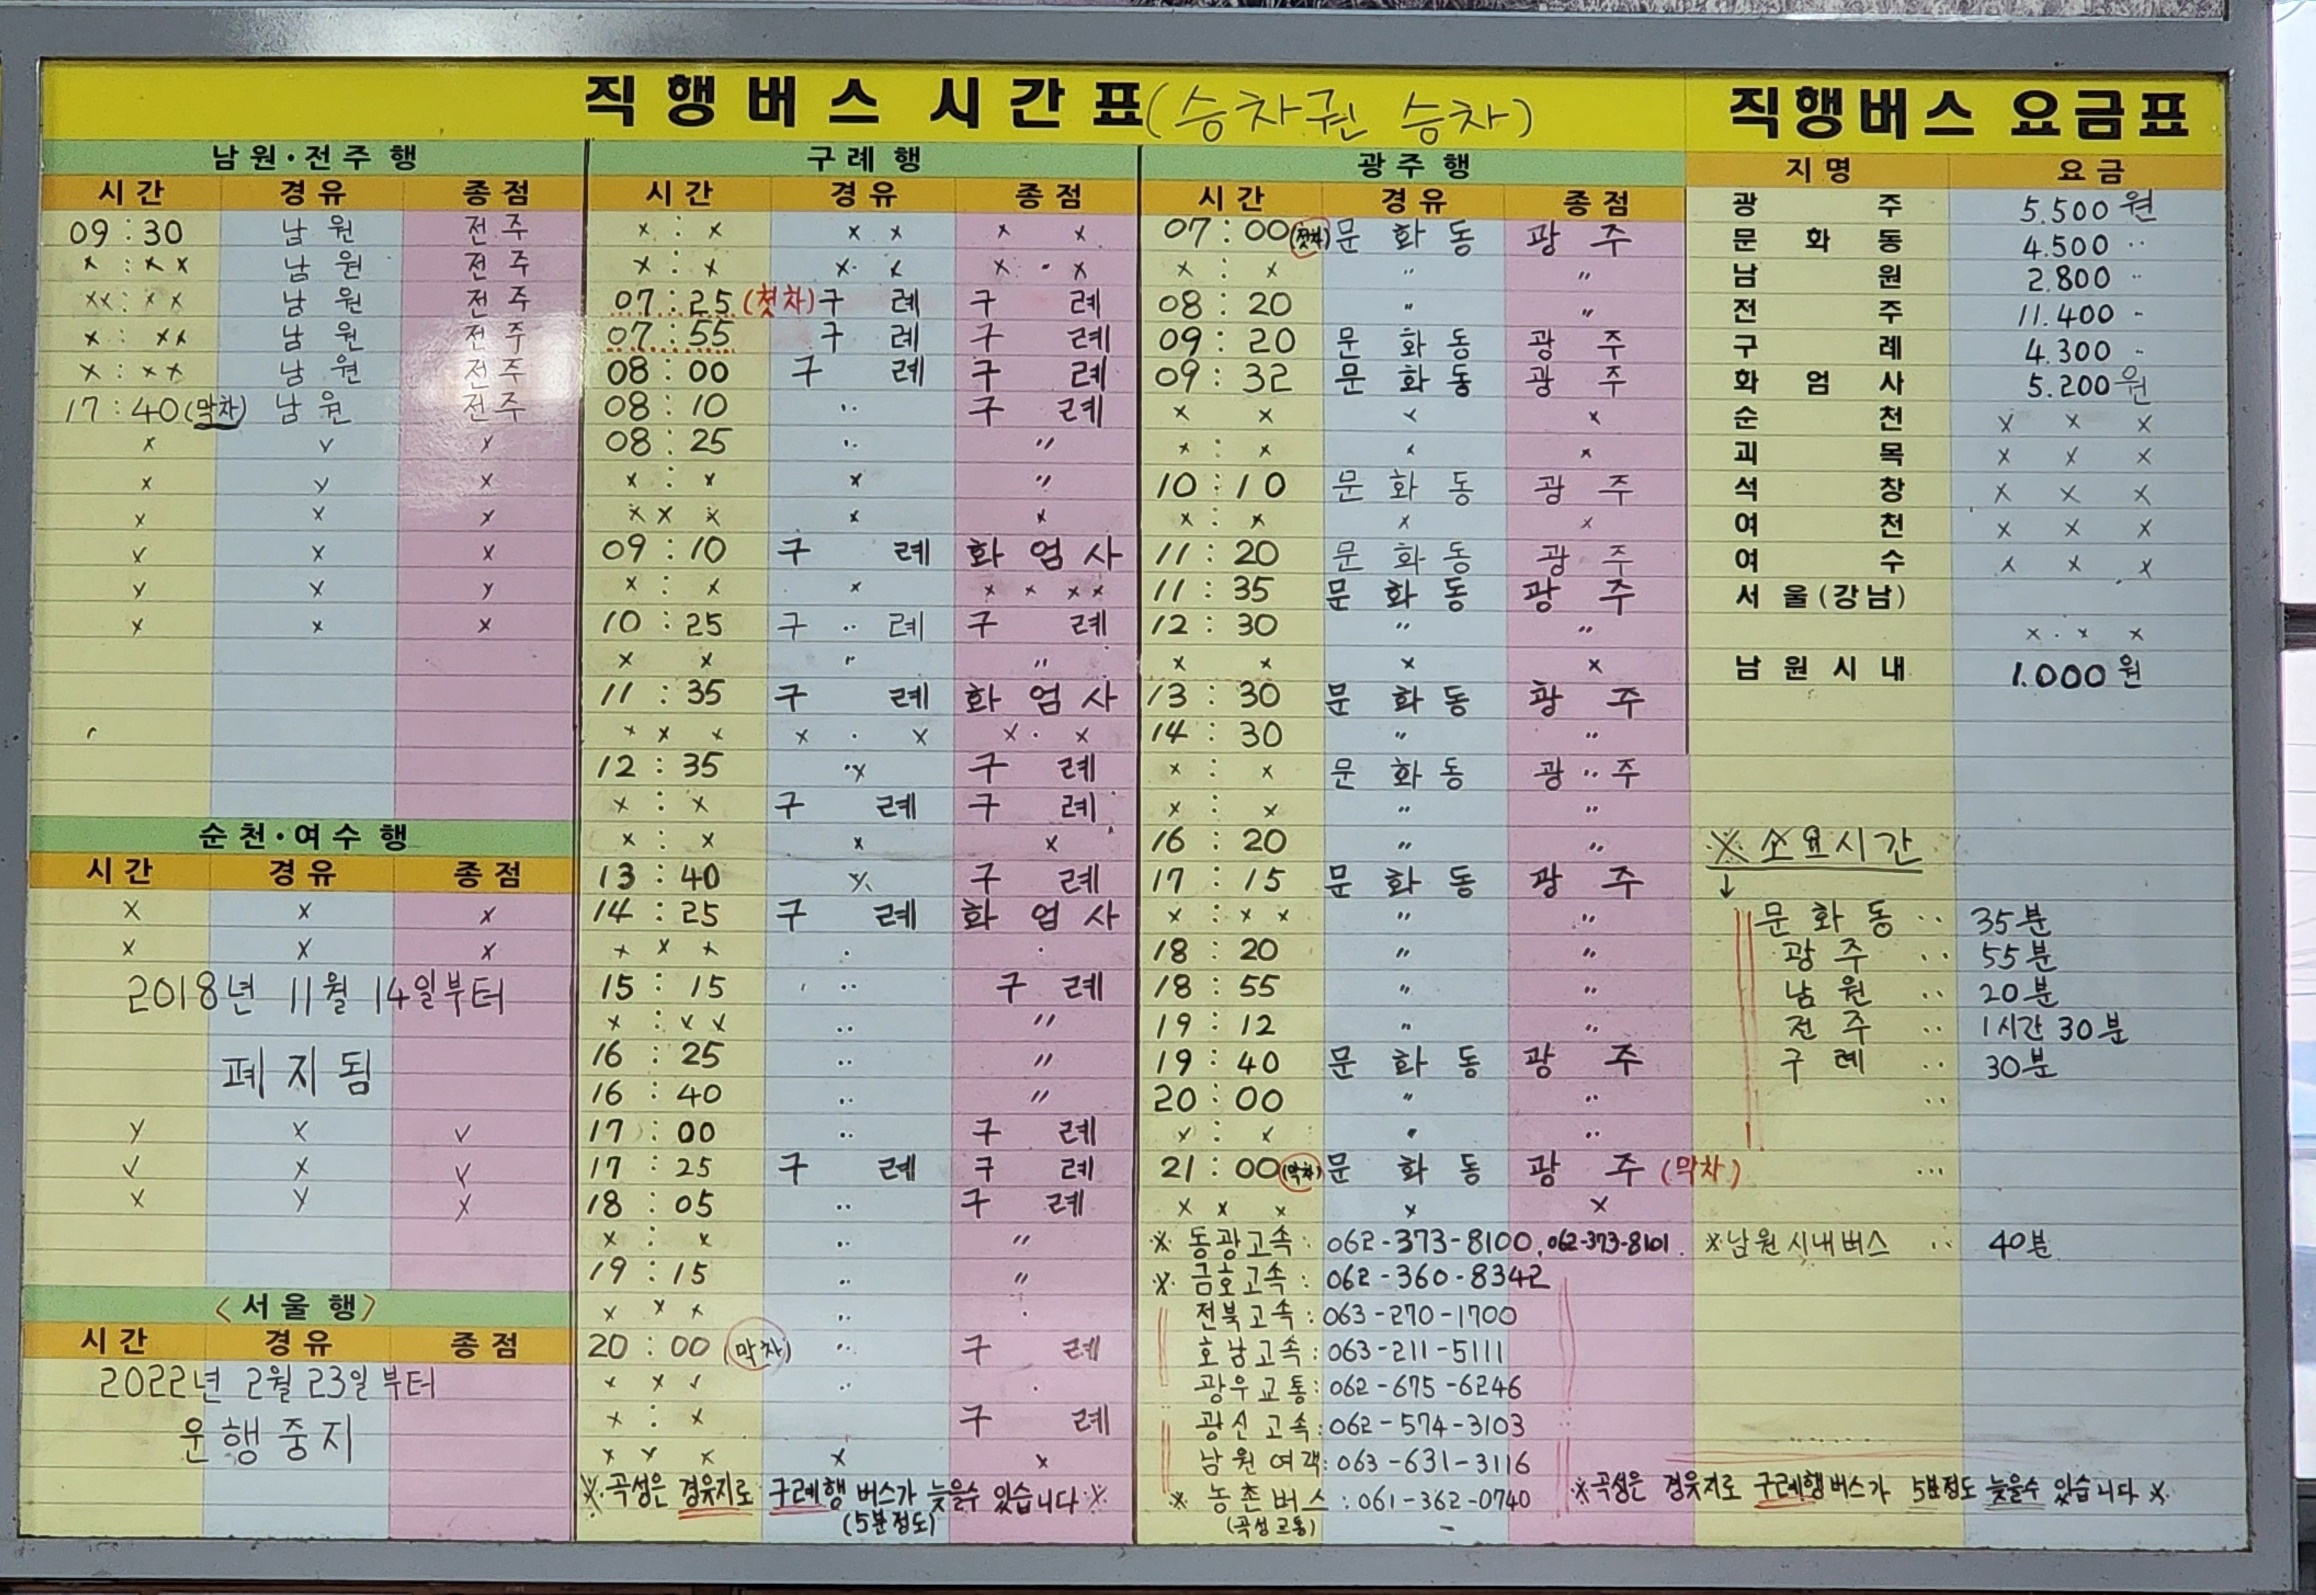 직행버스 시간표(승차권 승차)
남원·전주행
시간 경유 종점
09:30 남원 전주
×:×× 남원 전주
××:×× 남원 전주
×:×× 남원 전주
×:×× 남원 전주
17:40(막차) 남원 전주
× × ×
× × ×
× × ×
× × ×
× × ×
× × ×
순천·여수행
시간 경유 종점
× × ×
× × ×
2018년 11월 14일부터
폐지됨
× × ×
× × ×
× × ×
<서울행>
시간 경유 종점
2022년 2월 23일부터
운행중지
구례행
시간 경유 종점
×:× ×× ××
×:× ×·× ×·×
07:25(첫차) 구례 구례
07:55 구례 구례
08:00 구례 구례
08:10 ·· 구례
08:25 ·· 〃
×:× × 〃
××× × ×
09:10 구례 화엄사
×:× × ××××
10:25 구··례 구례
×× 〃 〃
11:35 구례 화엄사
××× ×·× ×·×
12:35 ·× 구례
×:× 구례 구례
×:× × ×
13:40 × 구례
14:25 구례 화엄사
××× · ·
15:15 ·· 구례
×:×× ·· 〃
16:25 ·· 〃
16:40 ·· 〃
17:00 ·· 구례
17:25 구례 구례
18:05 ·· 구례
×:× ·· 〃
19:15 ·· 〃
××× ·· ·
20:00(막차) ·· 구례
××× ·· ·
×:× 구례
××× × ×
※곡성은 경유지로 구례행 버스가 늦을수 있습니다※
(5분정도)
광주행
시간 경유 종점
07:00(첫차) 문화동 광주
×:× 〃 〃
08:20 〃 〃
09:20 문화동 광주
09:32 문화동 광주
×× × ×
×:× × ×
10:10 문화동 광주
×:× × ×
11:20 문화동 광주
11:35 문화동 광주
12:30 〃 〃
×× × ×
13:30 문화동 광주
14:30 〃 〃
×:× 문화동 광··주
×:× 〃 〃
16:20 〃 〃
17:15 문화동 광주
×:×× 〃 〃
18:20 〃 〃
18:55 〃 〃
19:12 〃 〃
19:40 문화동 광주
20:00 〃 ··
×:× 〃 ··
21:00(막차) 문화동 광주(막차)
××× × ×
※ 동광고속: 062-373-8100, 062-373-8101.
※ 금호고속: 062-360-8342
전북고속: 063-270-1700
호남고속: 063-211-5111
광우교통: 062-675-6246
광신고속: 062-574-3103
남원여객: 063-631-3116
※ 농촌버스: 061-362-0740
(곡성교통)
직행버스 요금표
지명 요금
광주 5.500원
문화동 4.500 ··
남원 2.800 ··
전주 11.400 -
구례 4.300 -
화엄사 5.200원
순천 × × ×
괴목 × × ×
석창 × × ×
여천 × × ×
여수 × × ×
서울(강남)
×·× ×
남원시내 1.000원
※ 소요시간
↓
문화동 ·· 35분
광주 ·· 55분
남원 ·· 20분
전주 ·· 1시간 30분
구례 ·· 30분
··
···
※남원시내버스 ·· 40분
※곡성은 경유지로 구례행버스가 5분정도 늦을수 있습니다※